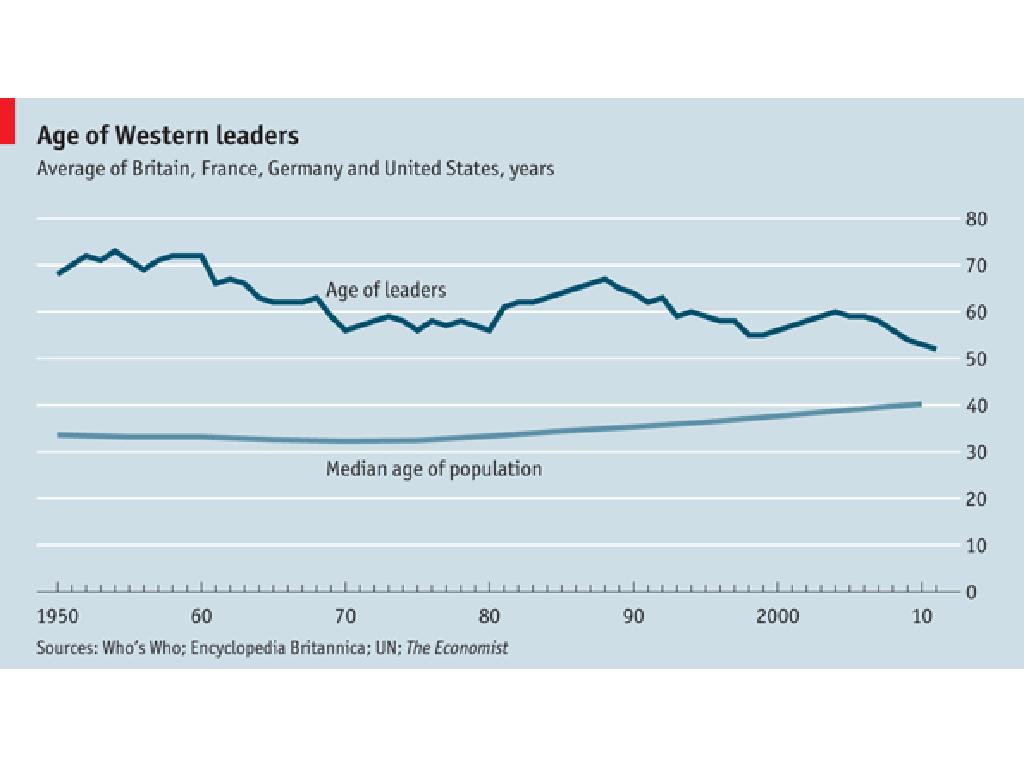 Age of Western leaders
Average of Britain, France, Germany and United States, years
80
70
Age of leaders
60
50
40
30
Median age of population
20
10
0
1950 60 70 80 90 2000 10
Sources: Who's Who; Encyclopedia Britannica; UN; The Economist